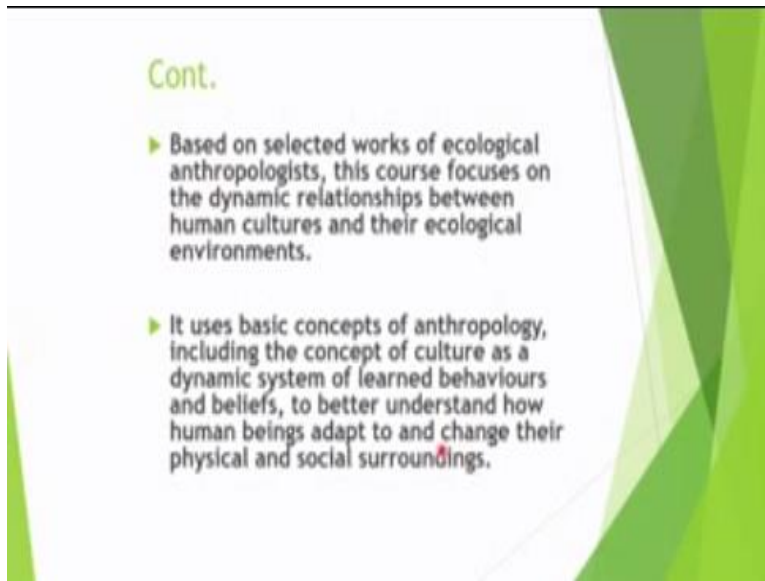 Cont.
Based on selected works of ecological
anthropologists, this course focuses on
the dynamic relationships between
human cultures and their ecological
environments.
It uses basic concepts of anthropology,
including the concept of culture as a
dynamic system of learned behaviours
and beliefs, to better understand how
human beings adapt to and change their
physical and social surroundings.